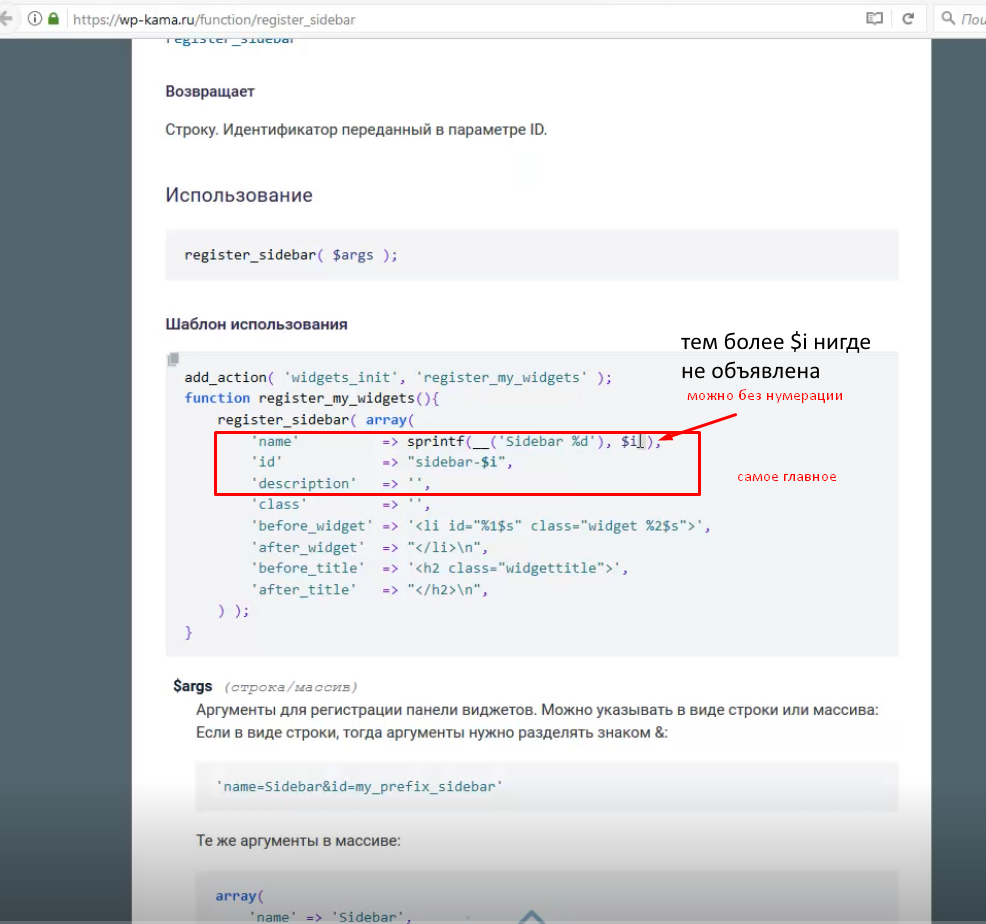 https://wp-kama.ru/function/register_sidebar
Пои
register_sidebar
Возвращает
Строку. Идентификатор переданный в параметре ID.
Использование
register_sidebar( $args );
Шаблон использования
тем более $i нигде
не объявлена
можно без нумерации
add_action( 'widgets_init', 'register_my_widgets' );
function register_my_widgets(){
register_sidebar( array(
'name' => sprintf(__('Sidebar %d'), $i ),
'id' => "sidebar-$i",
'description' => '',
самое главное
'class' => '',
'before_widget' => '<li id="%1$s" class="widget %2$s">',
'after_widget' => "</li>\n",
'before_title' => '<h2 class="widgettitle">',
'after_title' => "</h2>\n",
) );
}
$args (строка/массив)
Аргументы для регистрации панели виджетов. Можно указывать в виде строки или массива:
Если в виде строки, тогда аргументы нужно разделять знаком &:
'name=Sidebar&id=my_prefix_sidebar'
Те же аргументы в массиве:
array(
'name' => 'Sidebar',